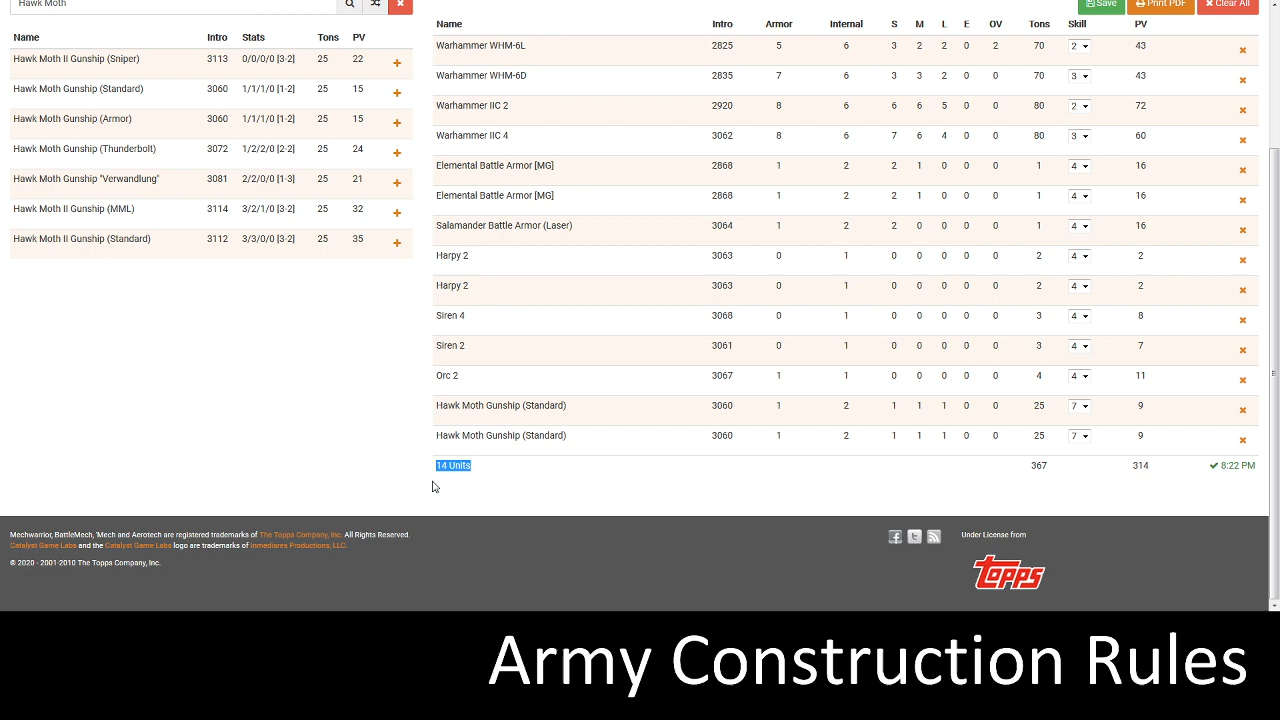 Hawk Moth
Save
Print PDF
Clear All
Name Intro Stats Tons PV
Hawk Moth II Gunship (Sniper) 3113 0/0/0/0 [3-2] 25 22
Hawk Moth Gunship (Standard) 3060 1/1/1/0 [1-2] 25 15
Hawk Moth Gunship (Armor) 3060 1/1/1/0 [1-2] 25 15
Hawk Moth Gunship (Thunderbolt) 3072 1/2/2/0 [2-2] 25 24
Hawk Moth Gunship "Verwandlung" 3081 2/2/0/0 [1-3] 25 21
Hawk Moth II Gunship (MML) 3114 3/2/1/0 [3-2] 25 32
Hawk Moth II Gunship (Standard) 3112 3/3/0/0 [3-2] 25 35
Name Intro Armor Internal S M L E OV Tons Skill PV
Warhammer WHM-6L 2825 5 6 3 2 2 0 2 70 2 43
Warhammer WHM-6D 2835 7 6 3 3 2 0 0 70 3 43
Warhammer IIC 2 2920 8 6 6 6 5 0 0 80 2 72
Warhammer IIC 4 3062 8 6 7 6 4 0 0 80 3 60
Elemental Battle Armor [MG] 2868 1 2 2 1 0 0 0 1 4 16
Elemental Battle Armor [MG] 2868 1 2 2 1 0 0 0 1 4 16
Salamander Battle Armor (Laser) 3064 1 2 2 0 0 0 0 1 4 16
Harpy 2 3063 0 1 0 0 0 0 0 2 4 2
Harpy 2 3063 0 1 0 0 0 0 0 2 4 2
Siren 4 3068 0 1 0 0 0 0 0 3 4 8
Siren 2 3061 0 1 0 0 0 0 0 3 4 7
Orc 2 3067 1 1 0 0 0 0 0 4 4 11
Hawk Moth Gunship (Standard) 3060 1 2 1 1 1 0 0 25 7 9
Hawk Moth Gunship (Standard) 3060 1 2 1 1 1 0 0 25 7 9
14 Units 367 314 8:22 PM
Mechwarrior, BattleMech, 'Mech and Aerotech are registered trademarks of The Topps Company, Inc. All Rights Reserved.
Catalyst Game Labs and the Catalyst Game Labs logo are trademarks of InMediares Productions, LLC.
© 2020 - 2001-2010 The Topps Company, Inc.
Under License from
topps
Army Construction Rules